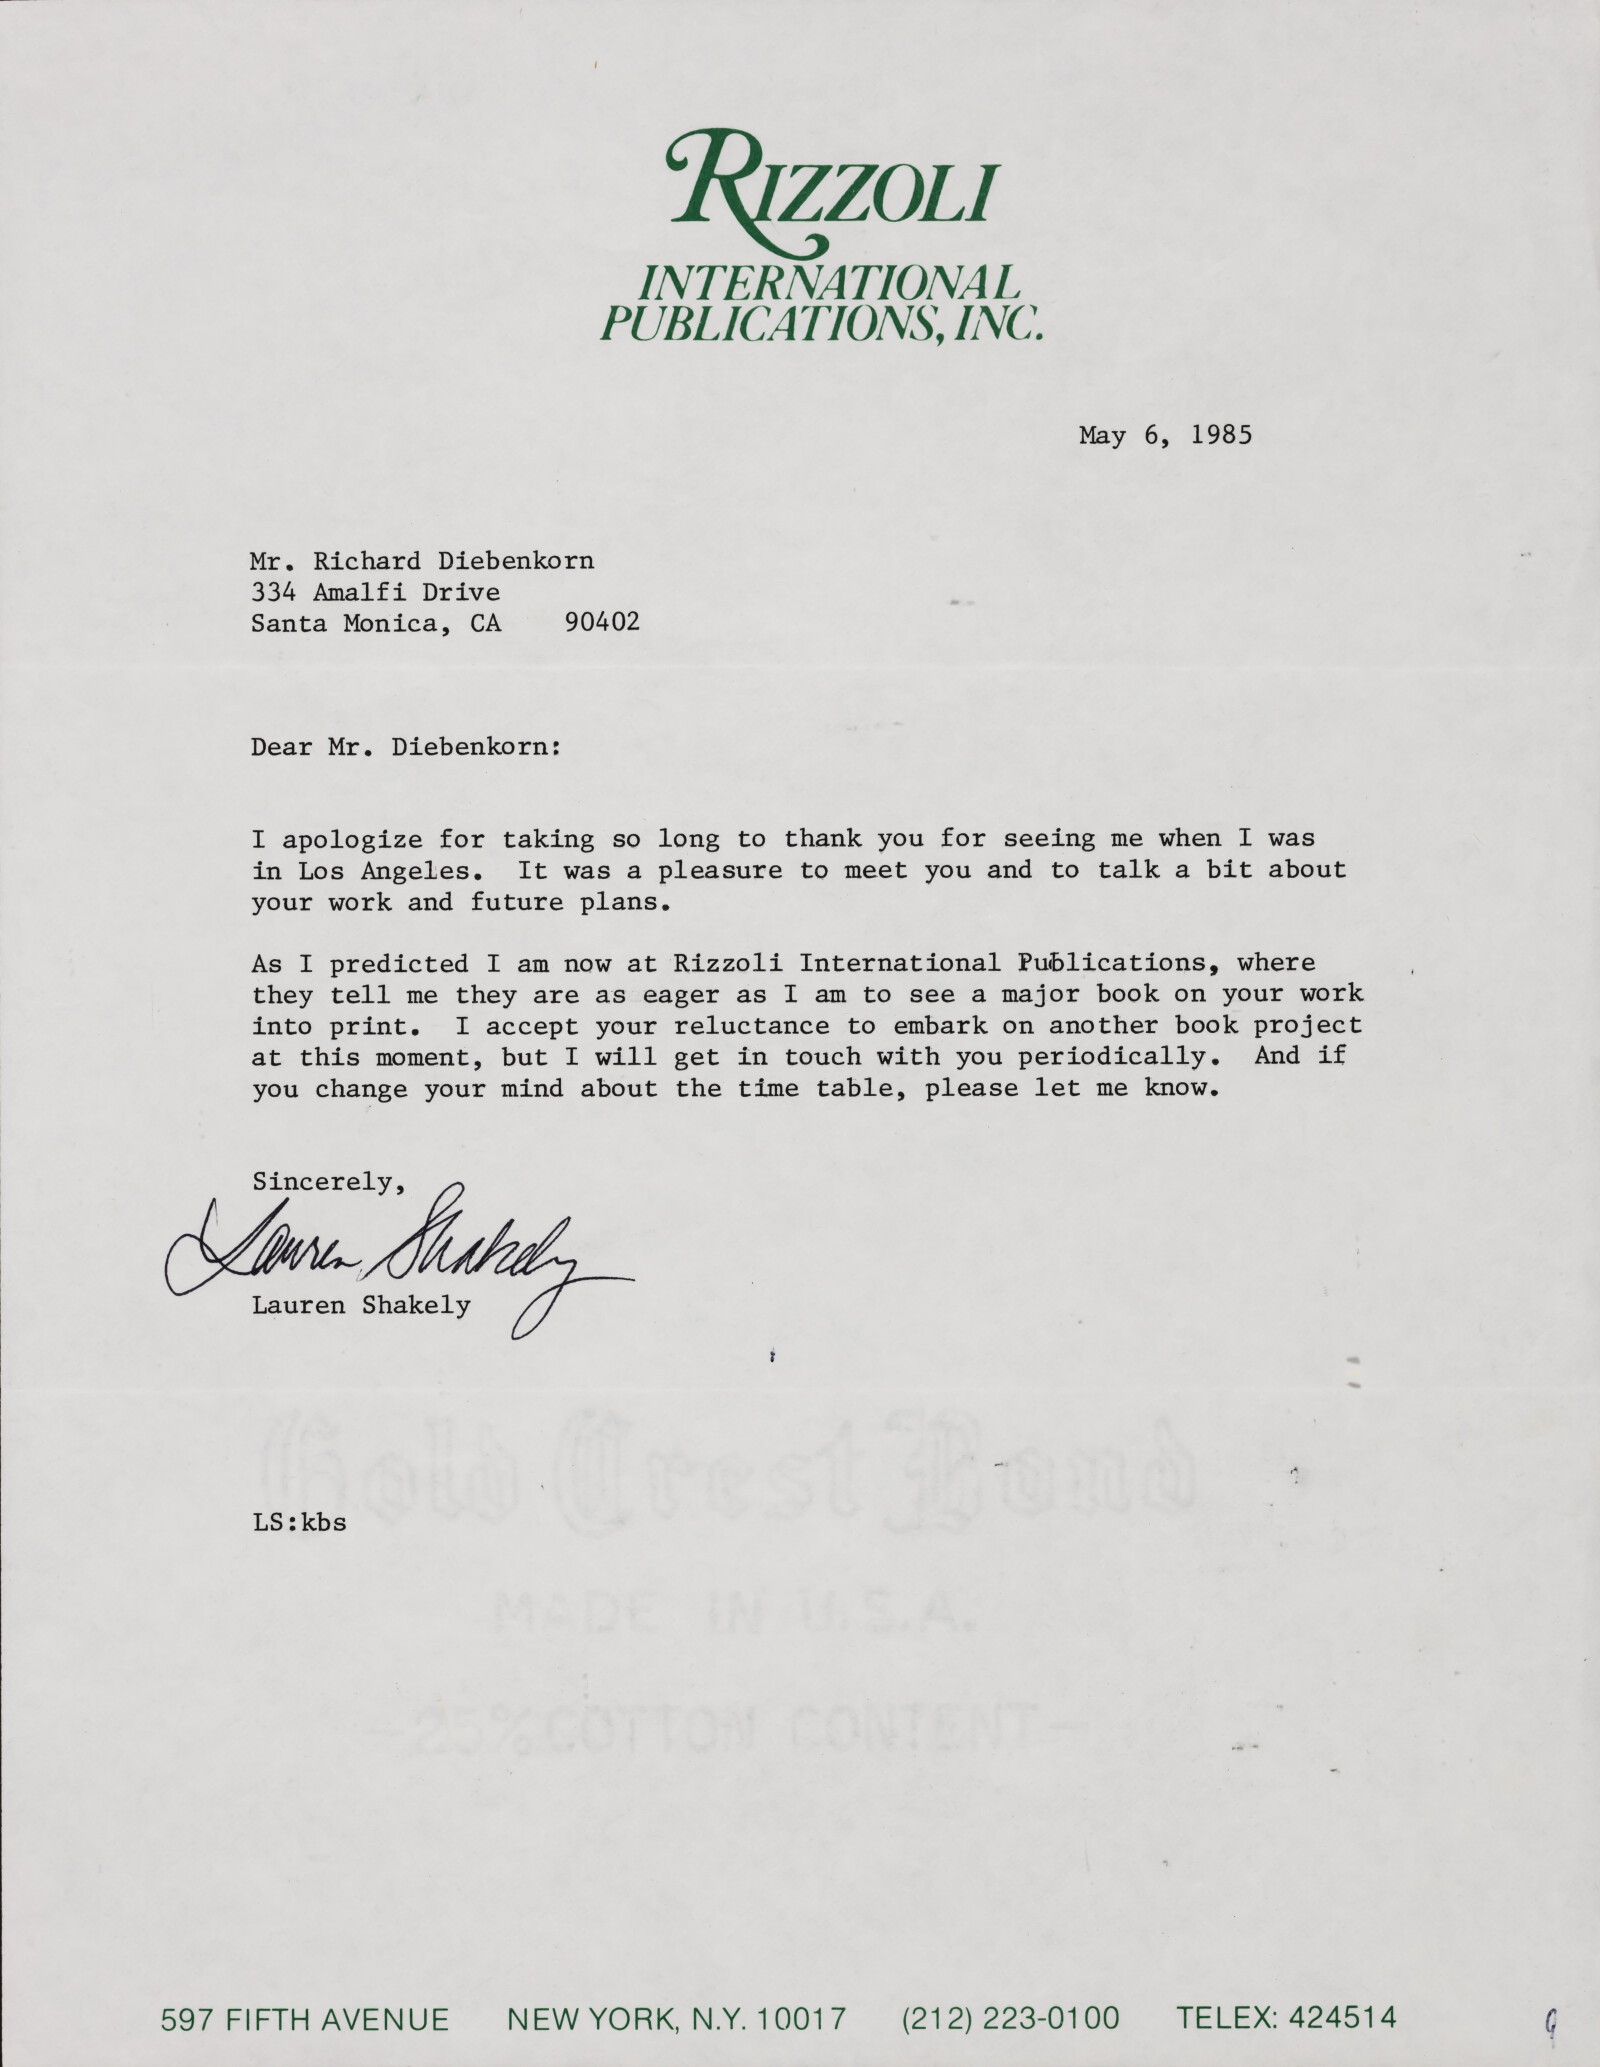 RIZZOLI
INTERNATIONAL
PUBLICATIONS, INC.
May 6, 1985
Mr. Richard Diebenkorn
334 Amalfi Drive
Santa Monica, CA    90402
Dear Mr. Diebenkorn:
I apologize for taking so long to thank you for seeing me when I was
in Los Angeles.  It was a pleasure to meet you and to talk a bit about
your work and future plans.
As I predicted I am now at Rizzoli International Publications, where
they tell me they are as eager as I am to see a major book on your work
into print.  I accept your reluctance to embark on another book project
at this moment, but I will get in touch with you periodically.  And if
you change your mind about the time table, please let me know.
Sincerely,
Lauren Shakely
Lauren Shakely
LS:kbs
MADE IN U.S.A.
-25% COTTON CONTENT-
597 FIFTH AVENUE    NEW YORK, N.Y. 10017    (212) 223-0100    TELEX: 424514